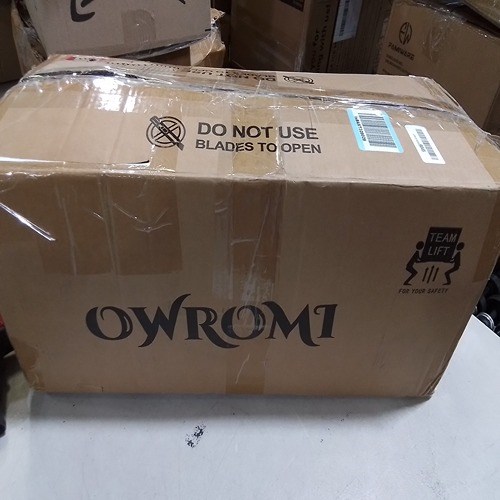 DO NOT USE
BLADES TO OPEN
TEAM
LIFT
FOR YOUR SAFETY
OWROMI